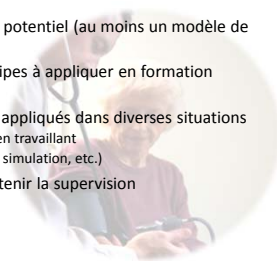 potentiel (au moins un modèle de
ipes à appliquer en formation
appliqués dans diverses situations
en travaillant
simulation, etc.)
tenir la supervision